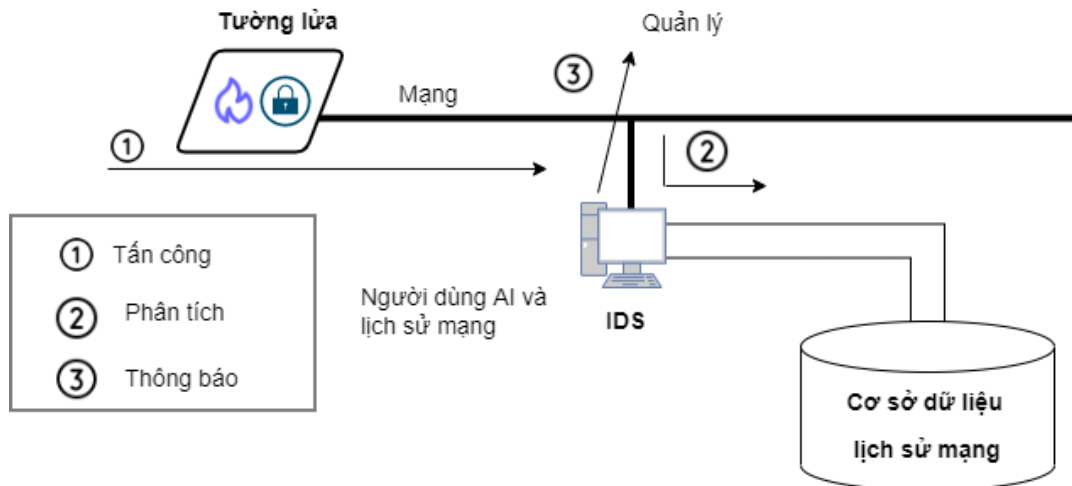 Tường lửa
Quản lý
3
Mạng
1
2
1 Tấn công
2 Phân tích
3 Thông báo
Người dùng AI và
lịch sử mạng
IDS
Cơ sở dữ liệu
lịch sử mạng